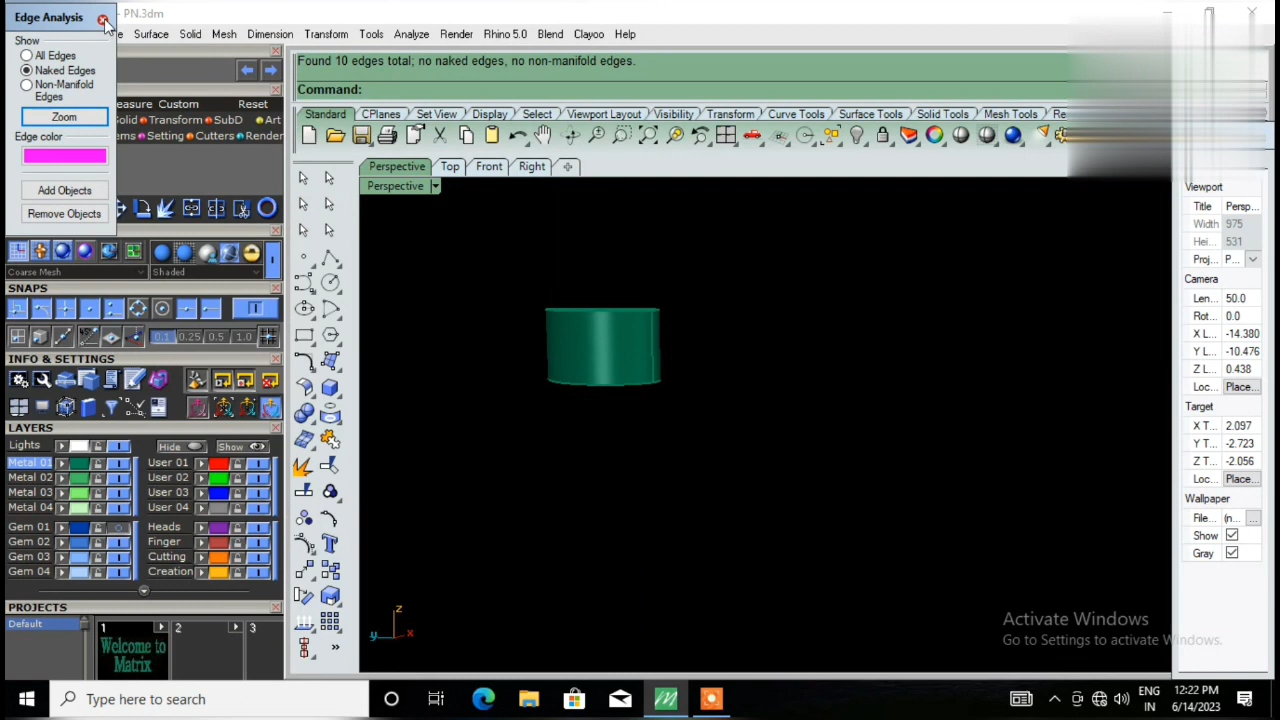 Edge Analysis
- PN.3dm
Show
All Edges
Naked Edges
Non-Manifold
Edges
Zoom
Edge color
Add Objects
Remove Objects
Surface Solid Mesh Dimension Transform Tools Analyze Render Rhino 5.0 Blend Clayoo Help
Found 10 edges total; no naked edges, no non-manifold edges.
Command:
easure Custom Reset
olid Transform SubD Art
ems Setting Cutters Render
Standard CPlanes Set View Display Select Viewport Layout Visibility Transform Curve Tools Surface Tools Solid Tools Mesh Tools Re
Perspective Top Front Right
Perspective
Coarse Mesh Shaded
SNAPS
0.1 0.25 0.5 1.0
INFO & SETTINGS
LAYERS
Lights Hide Show
Metal 01 User 01
Metal 02 User 02
Metal 03 User 03
Metal 04 User 04
Gem 01 Heads
Gem 02 Finger
Gem 03 Cutting
Gem 04 Creation
PROJECTS
Default
1 2 3
Welcome to
Matrix
z
y x
Viewport
Title Persp...
Width 975
Hei... 531
Proj... P...
Camera
Len... 50.0
Rot... 0.0
X L... -14.380
Y L... -10.476
Z L... 0.438
Loc... Place...
Target
X T... 2.097
Y T... -2.723
Z T... -2.056
Loc... Place...
Wallpaper
File... (n... ...
Show
Gray
Activate Windows
Go to Settings to activate Windows.
Type here to search
ENG
IN
12:22 PM
6/14/2023